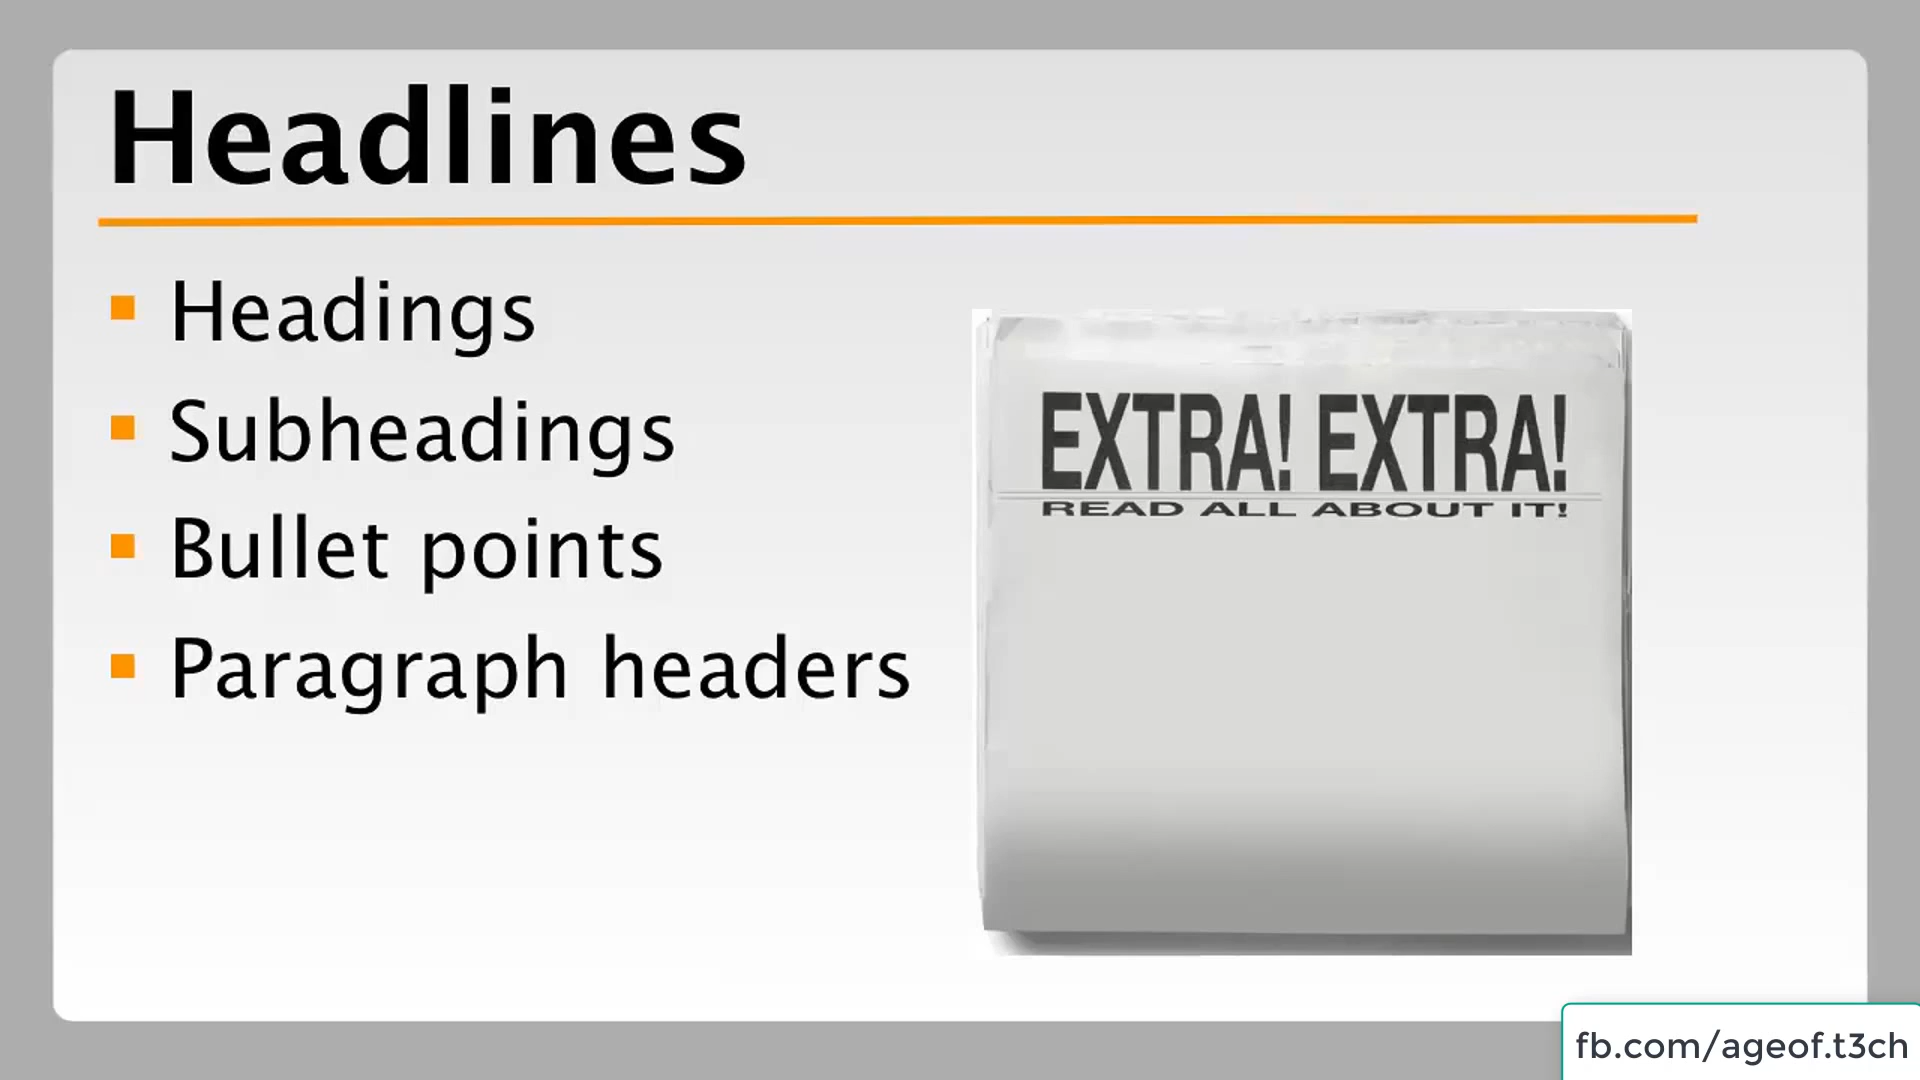 Headlines
Headings
Subheadings
Bullet points
Paragraph headers
EXTRA! EXTRA!
READ ALL ABOUT IT!
fb.com/ageof.t3ch